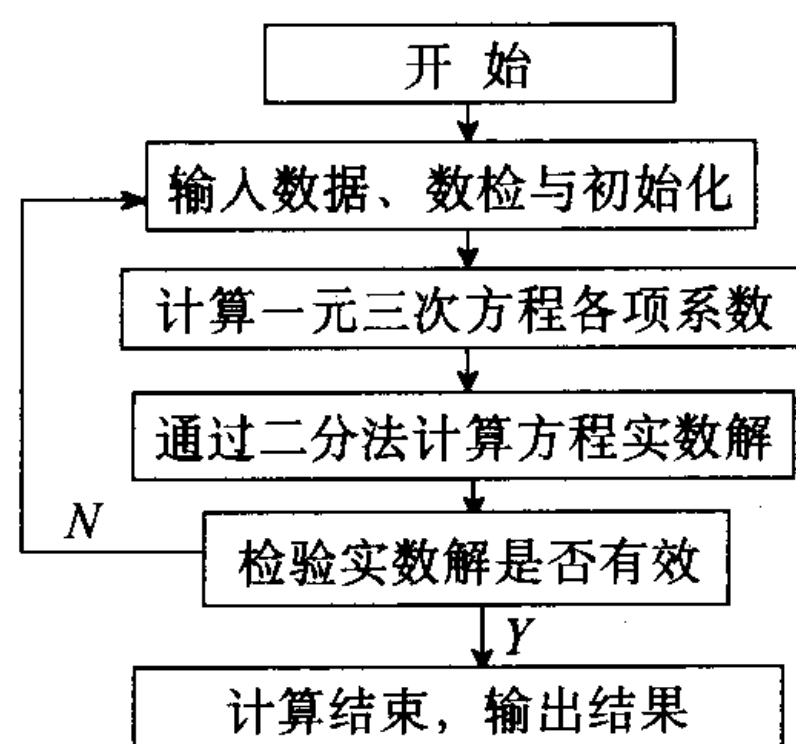 开 始
输入数据、数检与初始化
计算一元三次方程各项系数
通过二分法计算方程实数解
N
检验实数解是否有效
Y
计算结束，输出结果